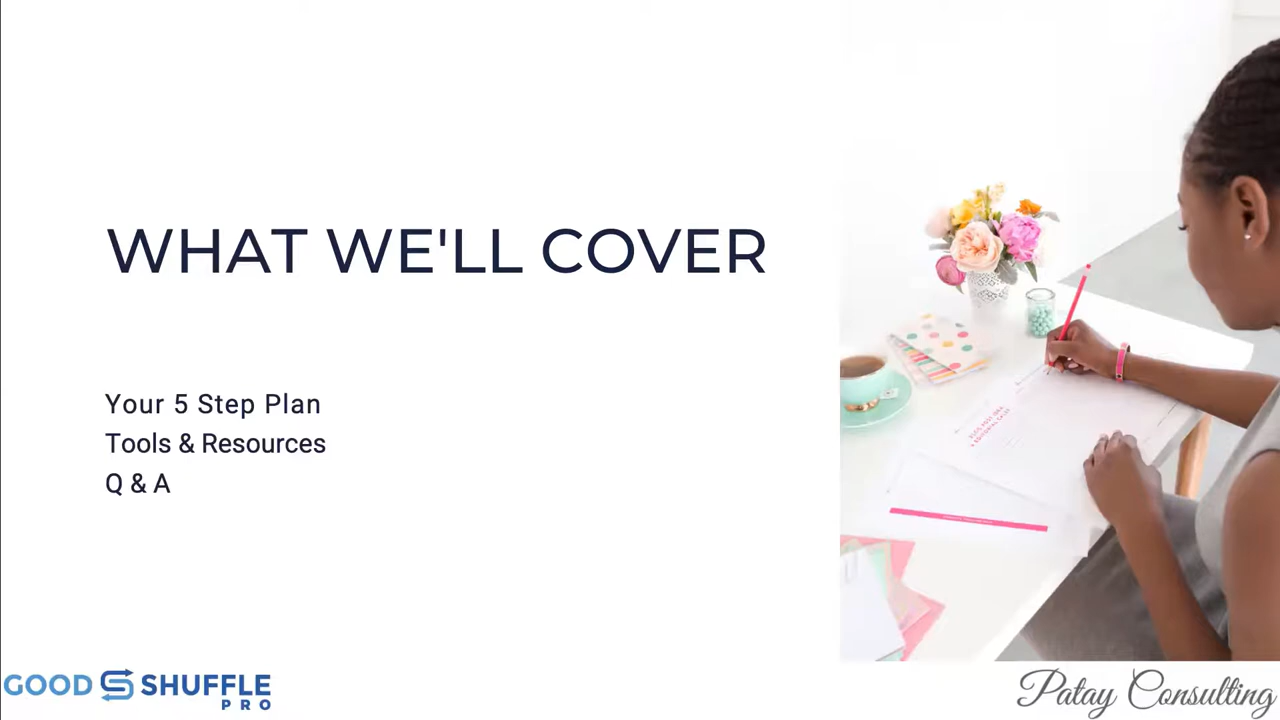 WHAT WE'LL COVER
Your 5 Step Plan
Tools & Resources
Q & A
GOOD SHUFFLE
PRO
Patay Consulting